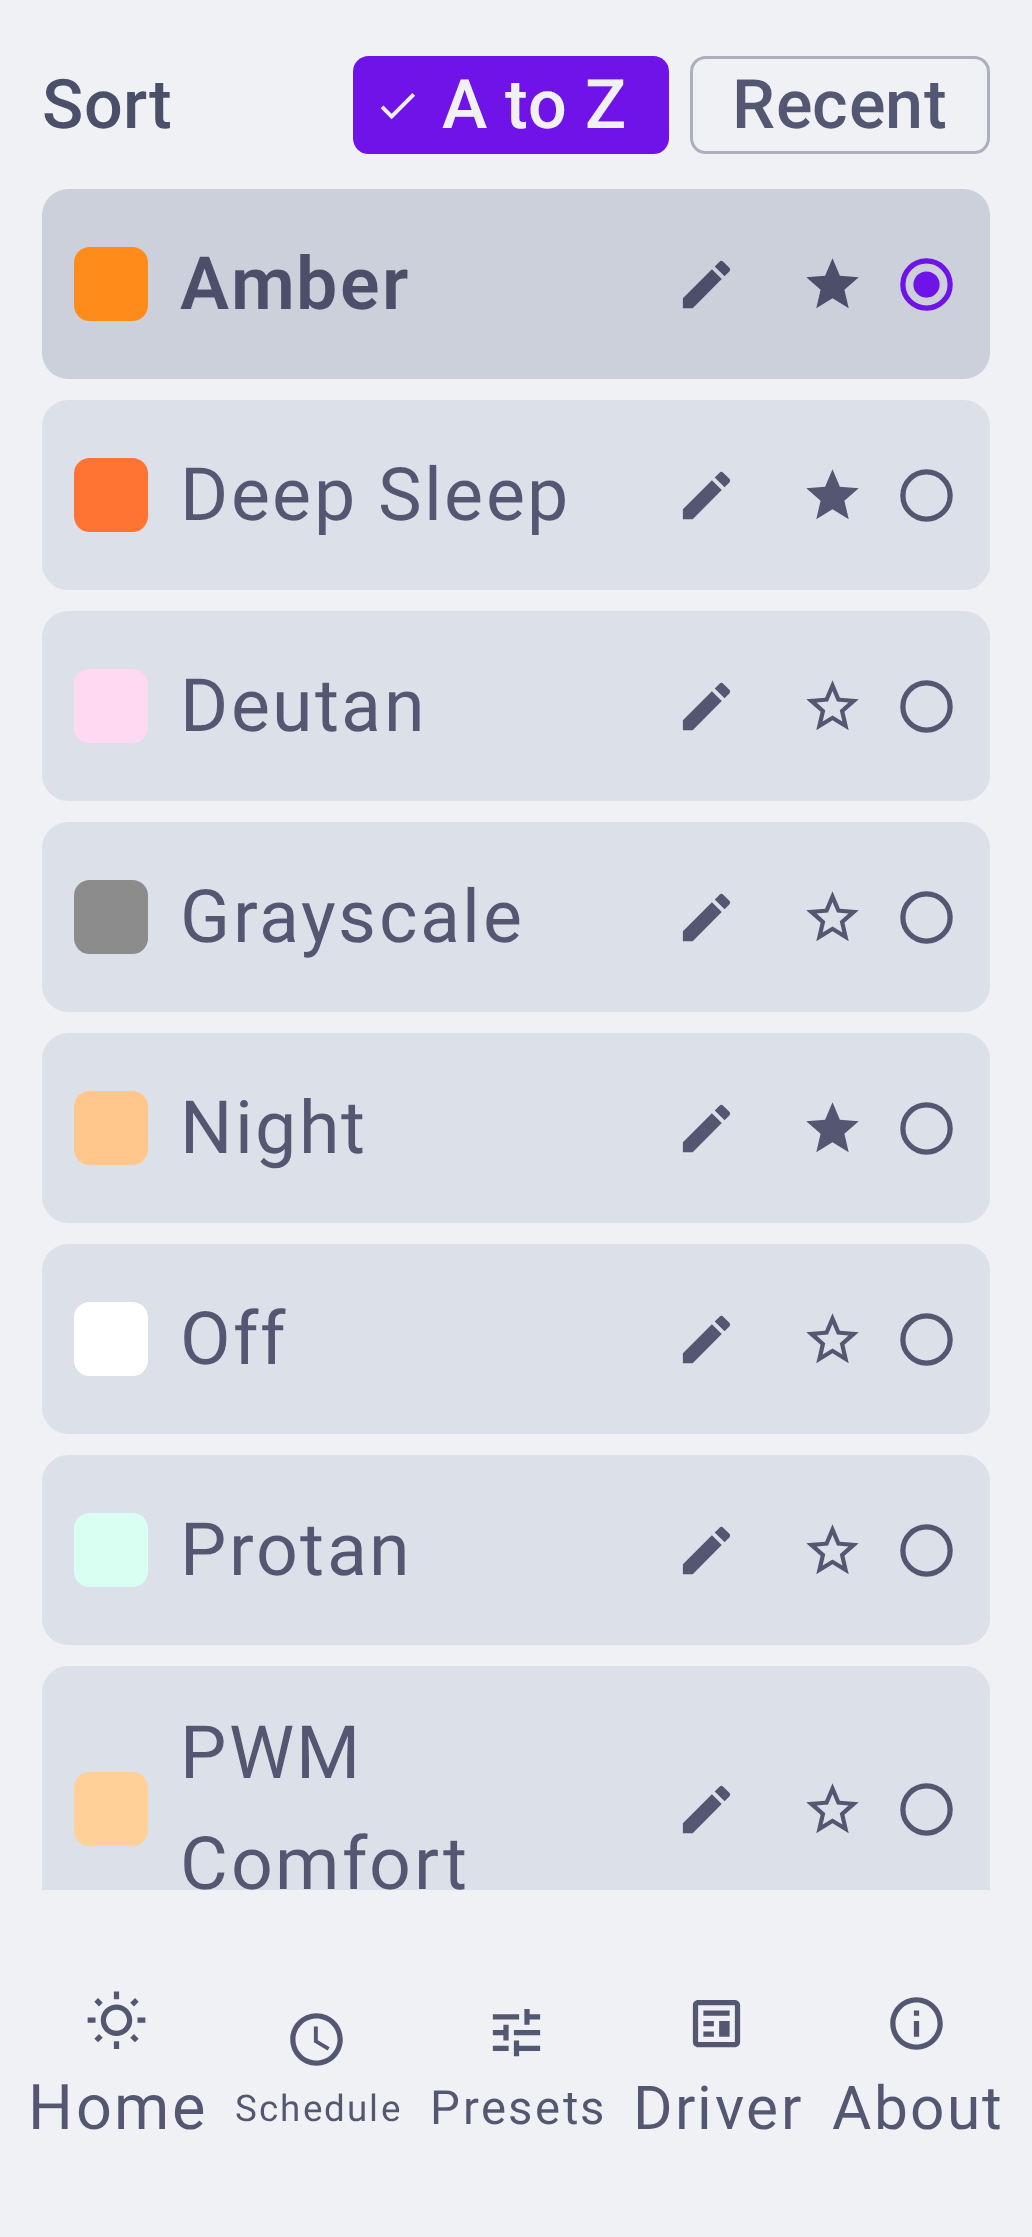 Sort
A to Z
Recent
Amber
Deep Sleep
Deutan
Grayscale
Night
Off
Protan
PWM
Comfort
Home
Schedule
Presets
Driver
About